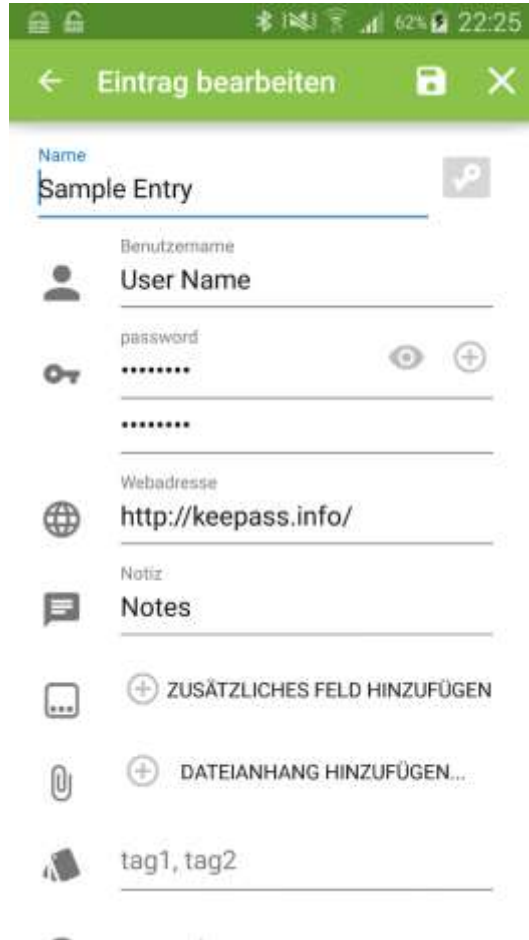 62% 22:25
Eintrag bearbeiten
Name
Sample Entry
Benutzername
User Name
password
••••••••
••••••••
Webadresse
http://keepass.info/
Notiz
Notes
ZUSÄTZLICHES FELD HINZUFÜGEN
DATEIANHANG HINZUFÜGEN...
tag1, tag2